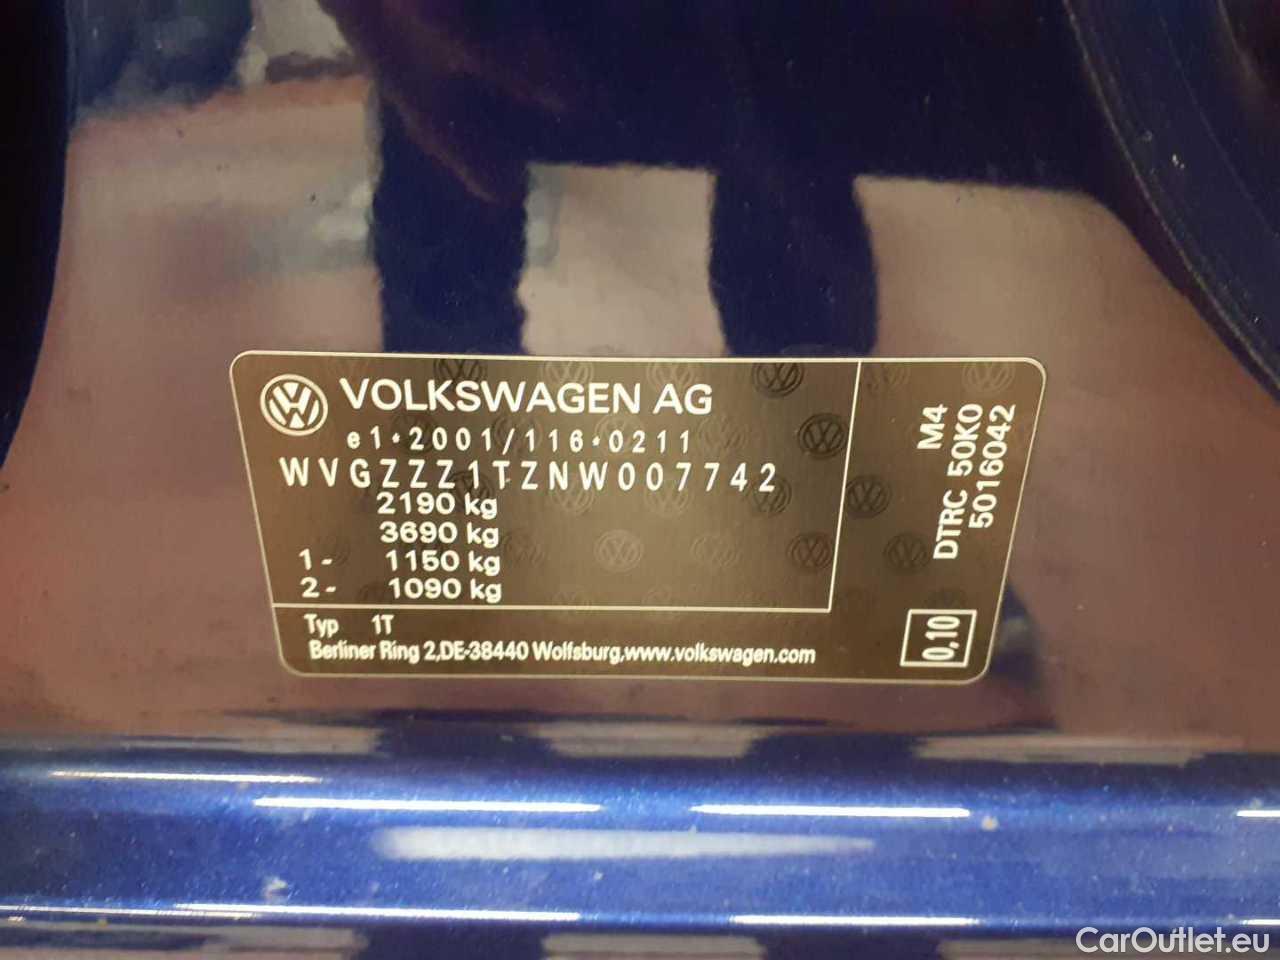 VOLKSWAGEN AG
e1*2001/116*0211
WVGZZZ1TZNW007742
2190 kg
3690 kg
1- 1150 kg
2- 1090 kg
Typ 1T
Berliner Ring 2,DE-38440 Wolfsburg,www.volkswagen.com
M4
DTRC 50K0
5016042
0,10
CarOutlet.eu